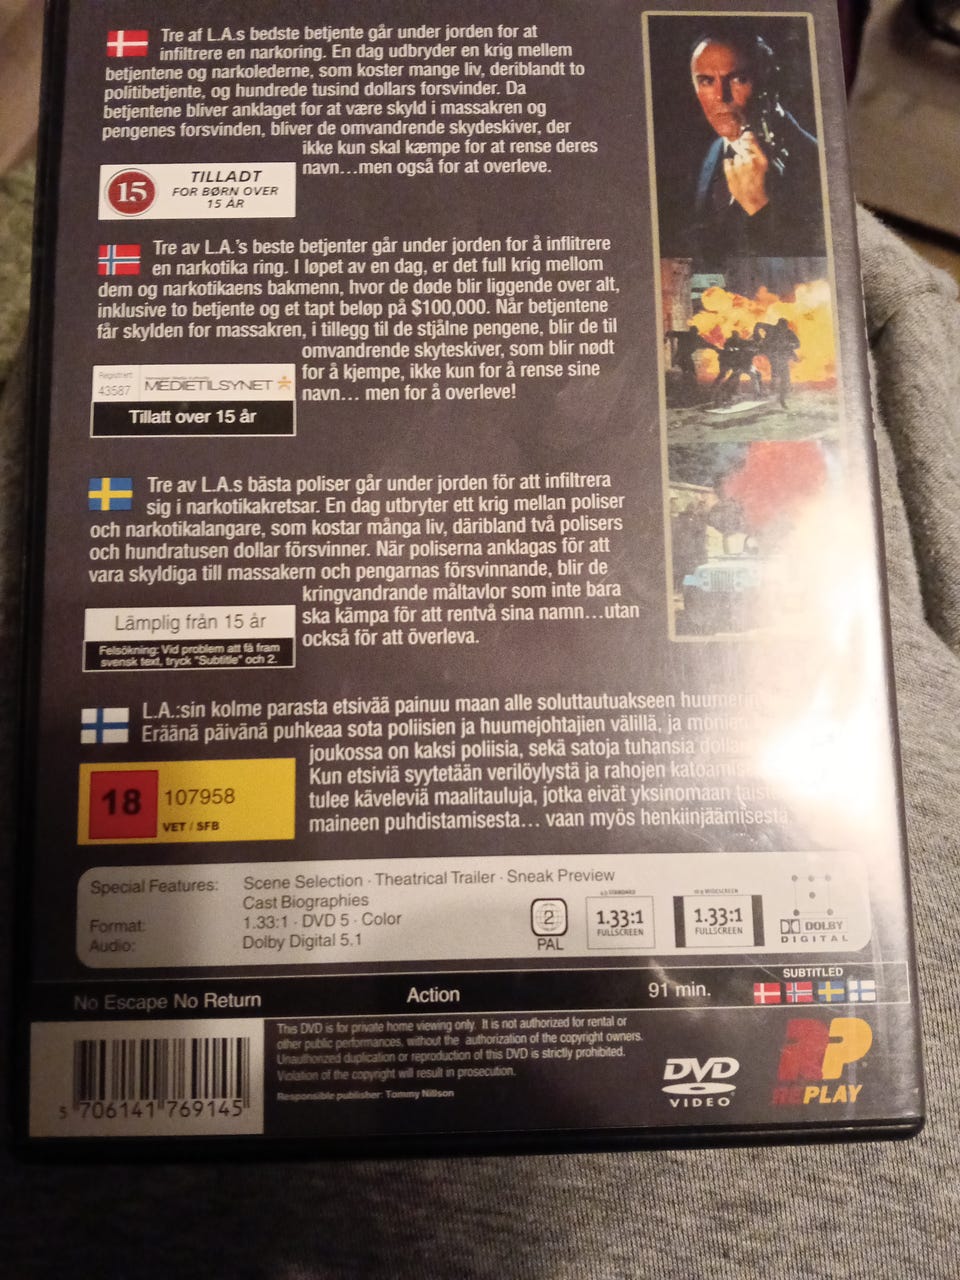 Tre af L.A.s bedste betjente går under jorden for at
infiltrere en narkoring. En dag udbryder en krig mellem
betjentene og narkolederne, som koster mange liv, deriblandt to
politibetjente, og hundrede tusind dollars forsvinder. Da
betjentene bliver anklaget for at være skyld i massakren og
pengenes forsvinden, bliver de omvandrende skydeskiver, der
ikke kun skal kæmpe for at rense deres
navn...men også for at overleve.
15
TILLADT
FOR BØRN OVER
15 ÅR
Tre av L.A.'s beste betjenter går under jorden for å inflitrere
en narkotika ring. I løpet av en dag, er det full krig mellom
dem og narkotikaens bakmenn, hvor de døde blir liggende over alt,
inklusive to betjente og et tapt beløp på $100,000. Når betjentene
får skylden for massakren, i tillegg til de stjålne pengene, blir de til
omvandrende skyteskiver, som blir nødt
for å kjempe, ikke kun for å rense sine
navn... men for å overleve!
Registrert
43587
MEDIETILSYNET
Tillatt over 15 år
Tre av L.A.s bästa poliser går under jorden för att infiltrera
sig i narkotikakretsar. En dag utbryter ett krig mellan poliser
och narkotikalangare, som kostar många liv, däribland två polisers
och hundratusen dollar försvinner. När poliserna anklagas för att
vara skyldiga till massakern och pengarnas försvinnande, blir de
kringvandrande måltavlor som inte bara
ska kämpa för att rentvå sina namn...utan
också för att överleva.
Lämplig från 15 år
Felsökning: Vid problem att få fram
svensk text, tryck "Subtitle" och 2.
L.A.:sin kolme parasta etsivää painuu maan alle soluttautuakseen huumerin
Eräänä päivänä puhkeaa sota poliisien ja huumejohtajien välillä, ja monien
joukossa on kaksi poliisia, sekä satoja tuhansia dollar
Kun etsiviä syytetään verilöylystä ja rahojen katoamise
tulee käveleviä maalitauluja, jotka eivät yksinomaan taist
maineen puhdistamisesta... vaan myös henkiinjäämisestä.
18
107958
VET / SFB
Special Features: Scene Selection · Theatrical Trailer · Sneak Preview
Cast Biographies
Format: 1.33:1 · DVD 5 · Color
Audio: Dolby Digital 5.1
2
PAL
4:3 STANDARD
1.33:1
FULLSCREEN
16:9 WIDESCREEN
1.33:1
FULLSCREEN
DOLBY
DIGITAL
No Escape No Return
Action
91 min.
SUBTITLED
5 706141 769145
This DVD is for private home viewing only. It is not authorized for rental or
other public performances, without the authorization of the copyright owners.
Unauthorized duplication or reproduction of this DVD is strictly prohibited.
Violation of the copyright will result in prosecution.
Responsible publisher: Tommy Nillson
DVD
VIDEO
RP
REPLAY